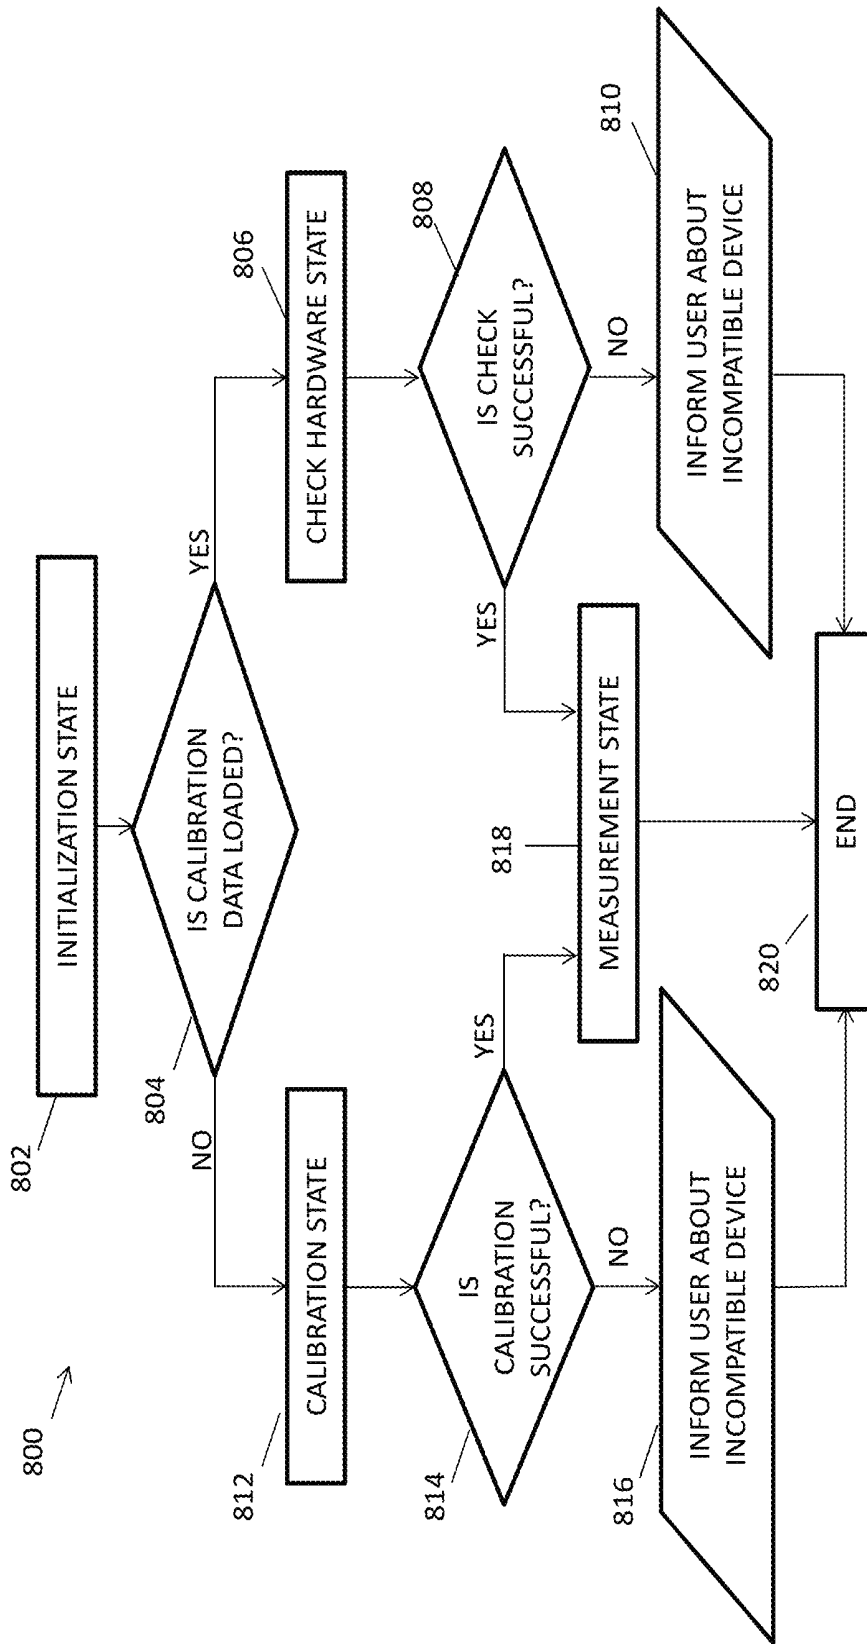 800
802
INITIALIZATION STATE
804
IS CALIBRATION
DATA LOADED?
NO
YES
812
CALIBRATION STATE
806
CHECK HARDWARE STATE
814
IS
CALIBRATION
SUCCESSFUL?
YES
NO
808
IS CHECK
SUCCESSFUL?
YES
NO
818
MEASUREMENT STATE
816
INFORM USER ABOUT
INCOMPATIBLE DEVICE
810
INFORM USER ABOUT
INCOMPATIBLE DEVICE
820
END